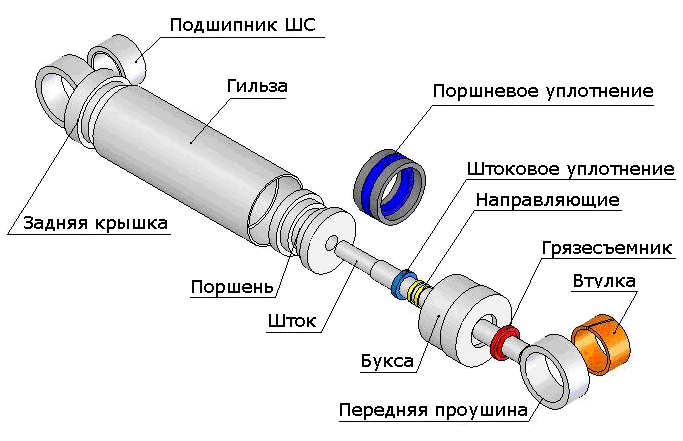 Подшипник ШС
Гильза
Поршневое уплотнение
Штоковое уплотнение
Направляющие
Задняя крышка
Грязесъемник
Втулка
Поршень
Шток
Букса
Передняя проушина